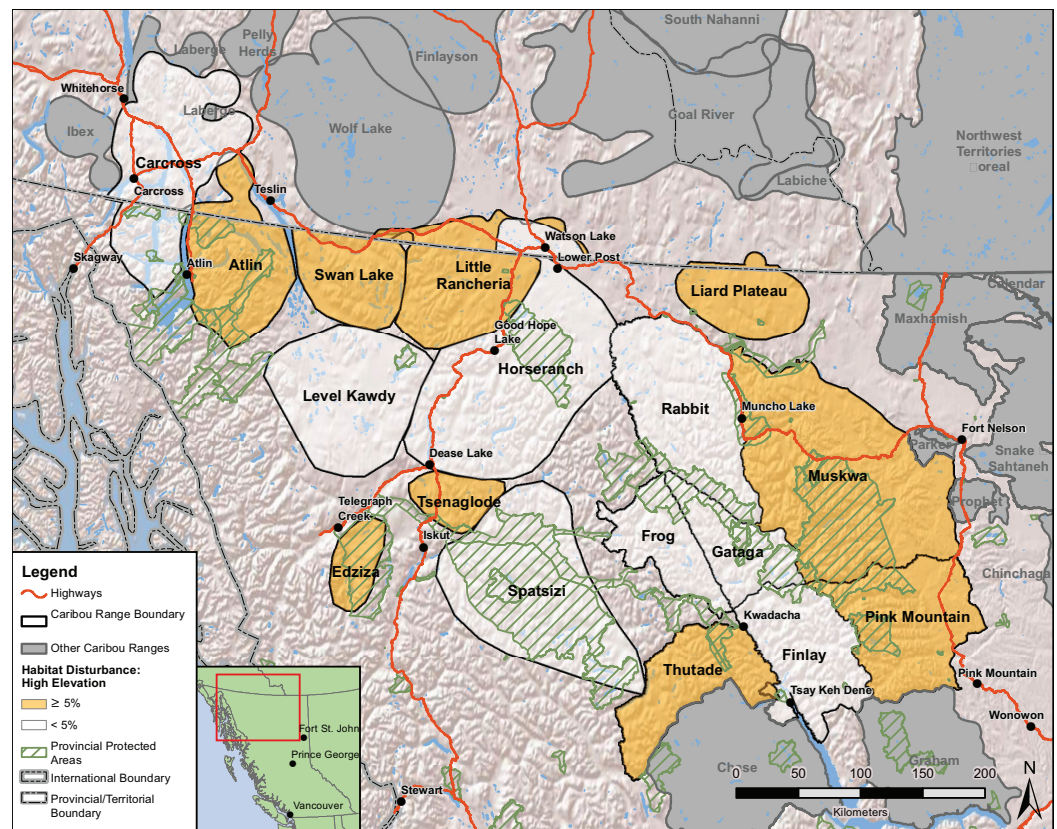 South Nahanni
Pelly
Herds
Laberge
Finlayson
Whitehorse
Laberge
Coal River
Ibex
Wolf Lake
Northwest
Territories
oreal
Carcross
Labiche
Carcross
Teslin
Watson Lake
Skagway
Atlin
Atlin
Lower Post
Swan Lake
Little
Rancheria
Liard Plateau
Calendar
Maxhamish
Good Hope
Lake
Horseranch
Level Kawdy
Rabbit
Muncho Lake
Fort Nelson
Parker
Dease Lake
Snake
Sahtaneh
Muskwa
Telegraph
Creek
Tsenaglode
Prophet
Iskut
Frog
Gataga
Edziza
Chinchaga
Spatsizi
Kwadacha
Pink Mountain
Finlay
Thutade
Pink Mountain
Tsay Keh Dene
Wonowon
Graham
Chase
Stewart
Legend
Highways
Caribou Range Boundary
Other Caribou Ranges
Habitat Disturbance:
High Elevation
≥ 5%
< 5%
Provincial Protected
Areas
International Boundary
Provincial/Territorial
Boundary
Fort St. John
Prince George
Vancouver
0 50 100 150 200
Kilometers
N